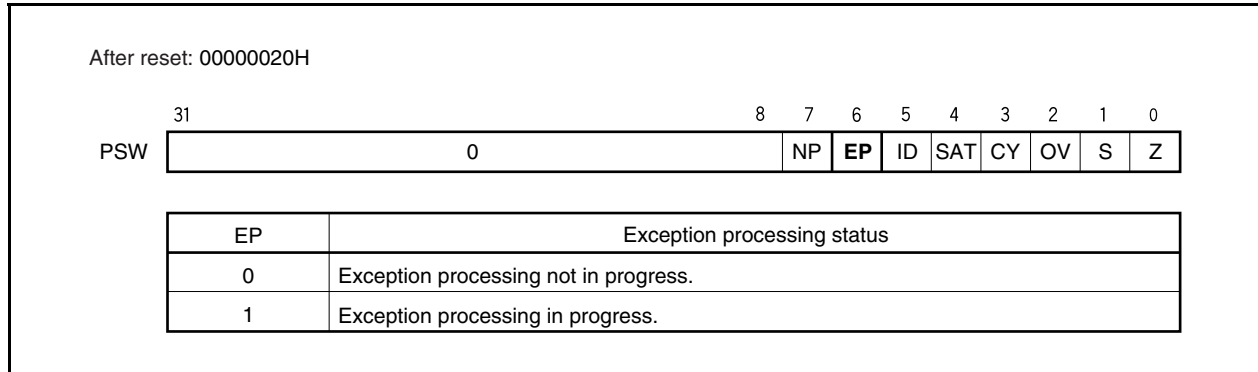 After reset: 00000020H
31 8 7 6 5 4 3 2 1 0
PSW 0 NP EP ID SAT CY OV S Z
EP Exception processing status
0 Exception processing not in progress.
1 Exception processing in progress.